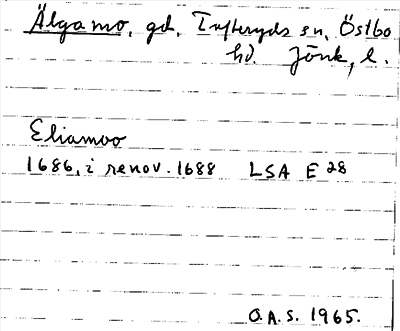 Älgamo, gd, Tofteryds sn, Östbo
hd. Jönk, l.
Eliamoo
1686, i renov. 1688 LSA E 28
O.A.S. 1965.